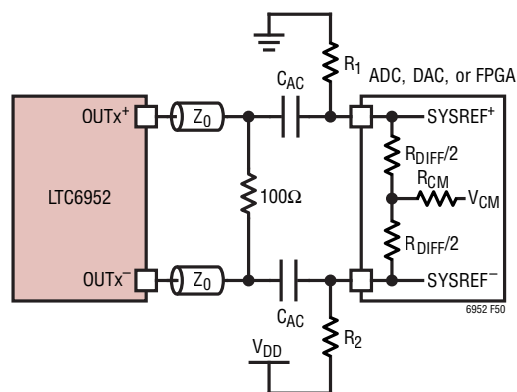 R1
CAC
ADC, DAC, or FPGA
OUTx+
Z0
SYSREF+
RDIFF/2
LTC6952
100Ω
RCM
VCM
RDIFF/2
OUTx–
Z0
SYSREF–
6952 F50
CAC
R2
VDD